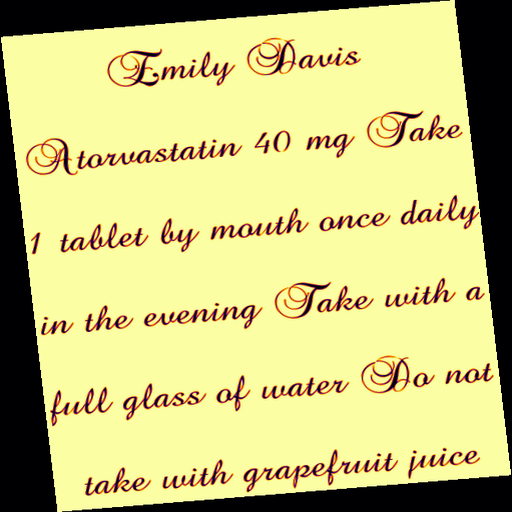 Emily Davis
Atorvastatin 40 mg Take
1 tablet by mouth once daily
in the evening Take with a
full glass of water Do not
take with grapefruit juice